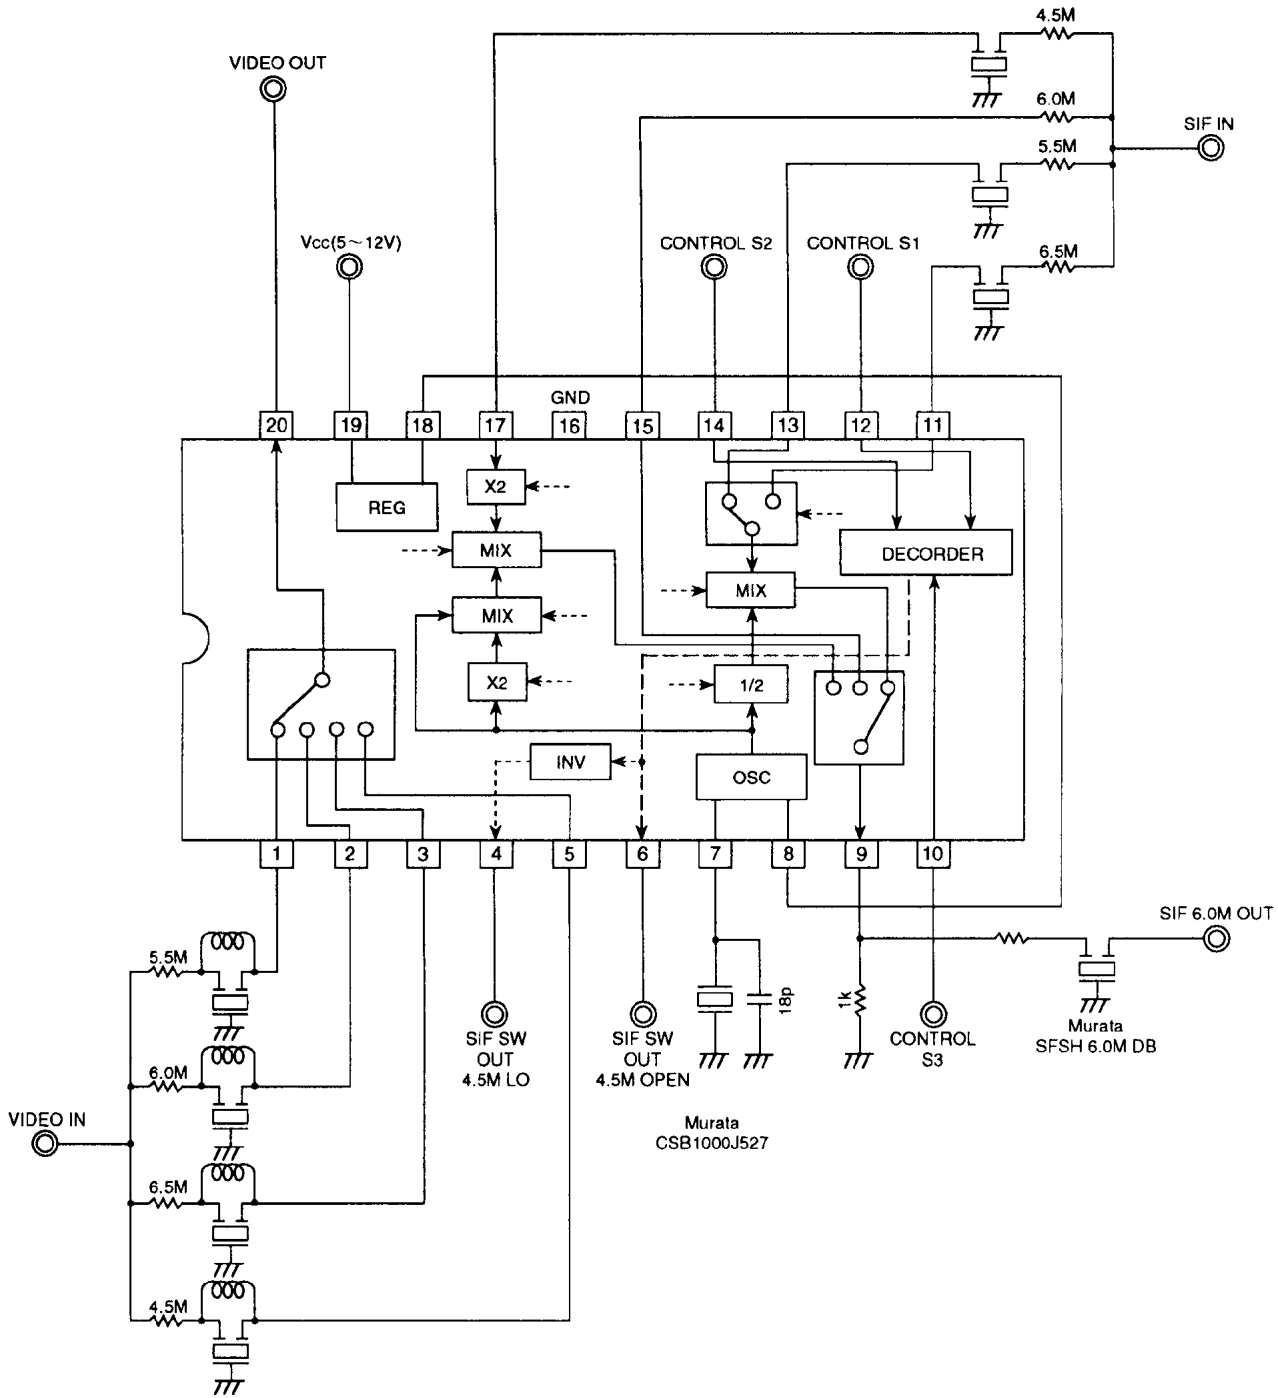 4.5M
VIDEO OUT
6.0M
SIF IN
5.5M
Vcc(5~12V)
CONTROL S2
CONTROL S1
6.5M
GND
20
19
18
17
16
15
14
13
12
11
X2
REG
MIX
DECORDER
MIX
MIX
X2
1/2
INV
OSC
1
2
3
4
5
6
7
8
9
10
SIF 6.0M OUT
5.5M
18p
1k
Murata
SFSH 6.0M DB
SIF SW
OUT
4.5M LO
SIF SW
OUT
4.5M OPEN
CONTROL
S3
6.0M
VIDEO IN
Murata
CSB1000J527
6.5M
4.5M